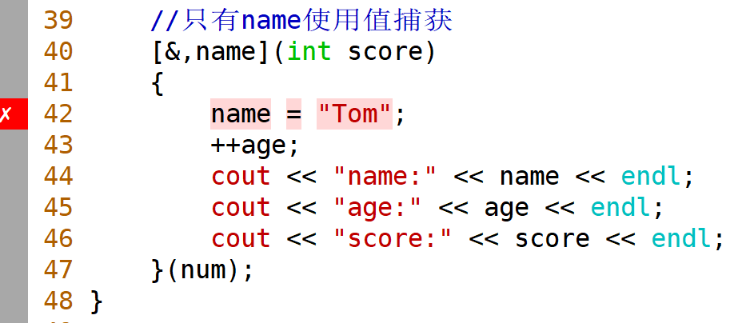 39 //只有name使用值捕获
40 [&,name](int score)
41 {
✗ 42 name = "Tom";
43 ++age;
44 cout << "name:" << name << endl;
45 cout << "age:" << age << endl;
46 cout << "score:" << score << endl;
47 }(num);
48 }